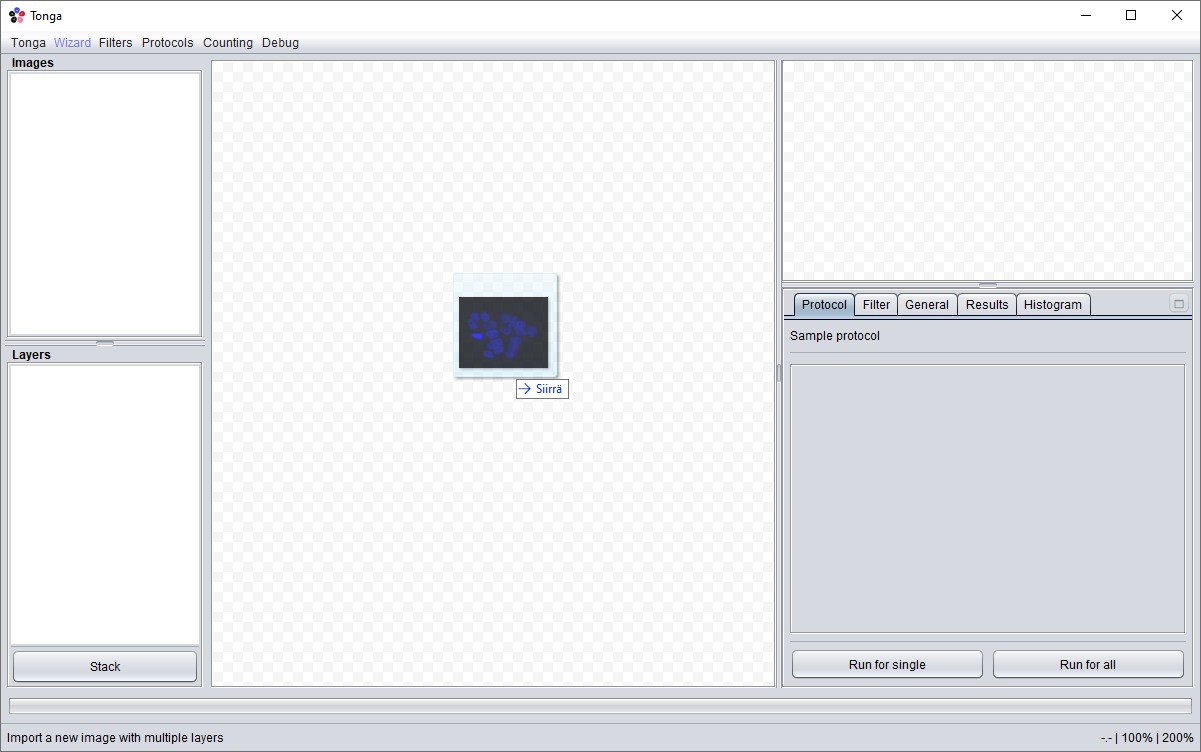 Tonga
Tonga Wizard Filters Protocols Counting Debug
Images
Layers
Stack
Siirrä
Protocol Filter General Results Histogram
Sample protocol
Run for single Run for all
Import a new image with multiple layers
-.- | 100% | 200%